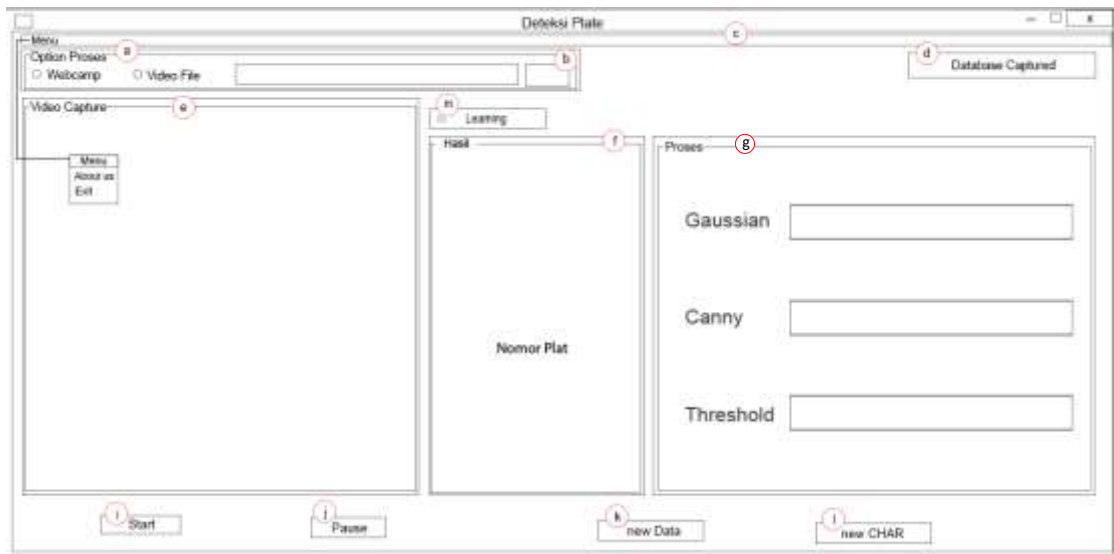 Deteksi Plate
x
c
Menu
a
Option Proses
b
Webcamp
Video File
d
Database Captured
Video Capture
e
m
Learning
Hasil
f
Proses
g
Menu
About us
Exit
Gaussian
Canny
Nomor Plat
Threshold
i
Start
j
Pause
k
new Data
l
new CHAR